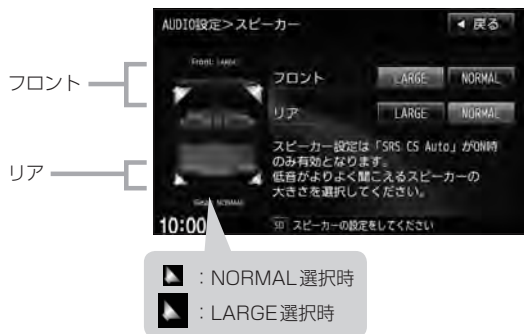 AUDIO設定>スピーカー
◀ 戻る
Front: LARGE
フロント
フロント
LARGE
NORMAL
リア
LARGE
NORMAL
スピーカー設定は「SRS CS Auto」がON時
のみ有効となります。
低音がよりよく聞こえるスピーカーの
大きさを選択してください。
リア
Rear: NORMAL
10:00
SD スピーカーの設定をしてください
：NORMAL選択時
：LARGE選択時